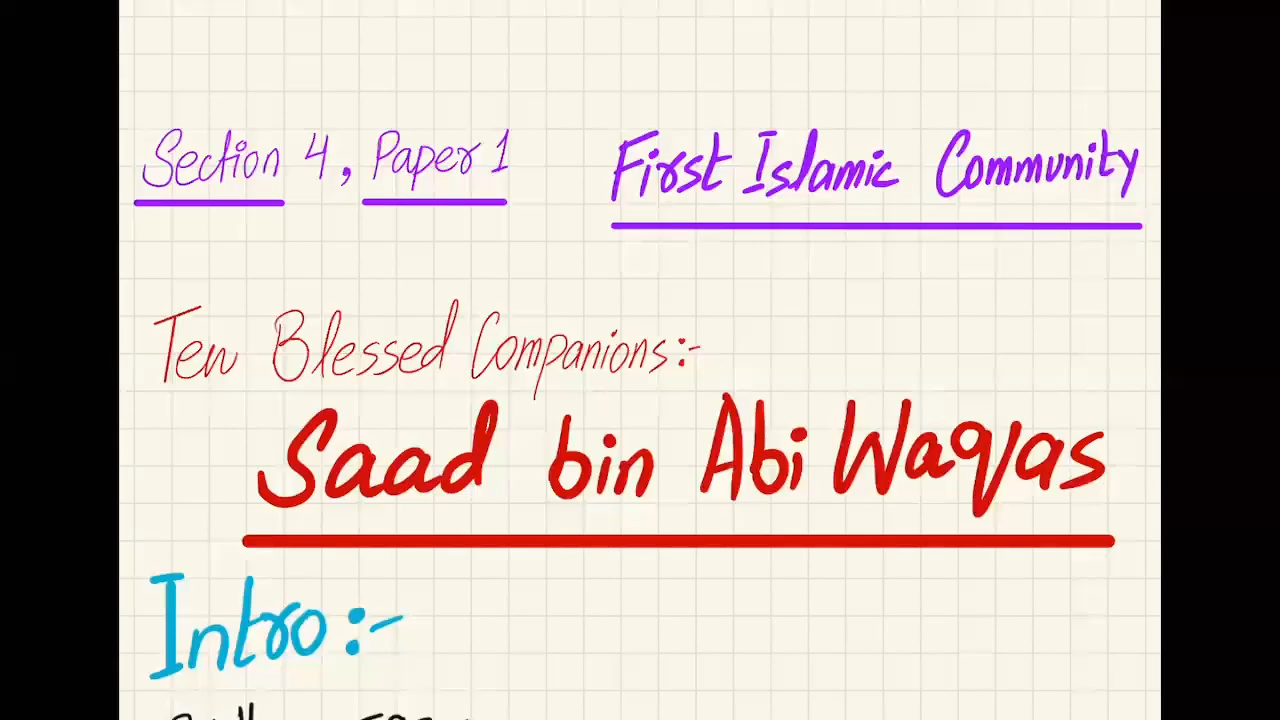 Section 4, Paper 1 First Islamic Community
Ten Blessed Companions:-
Saad bin Abi Waqas
Intro:-